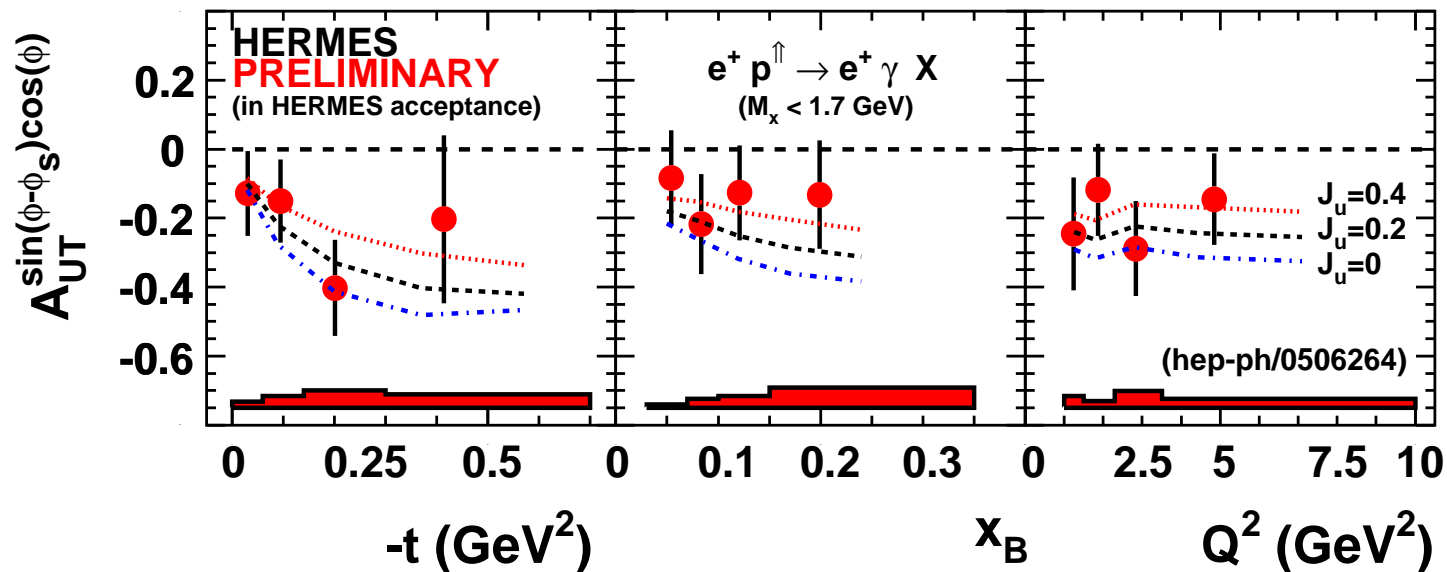 A_UT^sin(ϕ-ϕ_s)cos(ϕ)
0.2
0
-0.2
-0.4
-0.6
HERMES
PRELIMINARY
(in HERMES acceptance)
e⁺ p^⇑ → e⁺ γ X
(M_x < 1.7 GeV)
J_u=0.4
J_u=0.2
J_u=0
(hep-ph/0506264)
0 0.25 0.5
0 0.1 0.2 0.3
0 2.5 5 7.5 10
-t (GeV²)
x_B
Q² (GeV²)